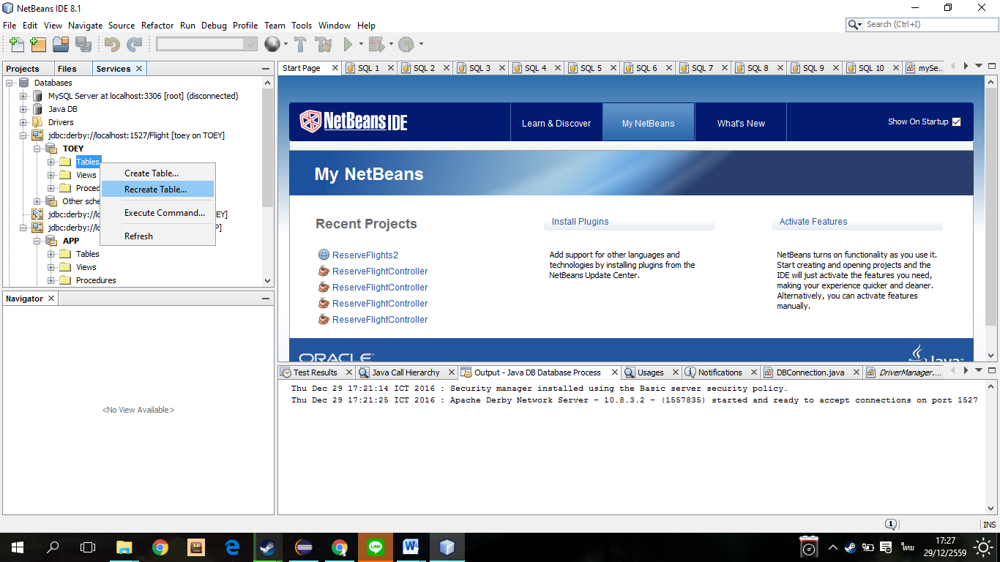 NetBeans IDE 8.1
File Edit View Navigate Source Refactor Run Debug Profile Team Tools Window Help
Search (Ctrl+I)
Projects Files Services
Databases
MySQL Server at localhost:3306 [root] (disconnected)
Java DB
Drivers
jdbc:derby://localhost:1527/Flight [toey on TOEY]
TOEY
Tables
Views
Proced
Other sche
jdbc:derby://lo EY]
jdbc:derby://lo P]
APP
Tables
Views
Procedures
Create Table...
Recreate Table...
Execute Command...
Refresh
Navigator
<No View Available>
Start Page SQL 1 SQL 2 SQL 3 SQL 4 SQL 5 SQL 6 SQL 7 SQL 8 SQL 9 SQL 10 mySe...
NetBeans IDE
Learn & Discover My NetBeans What's New Show On Startup
My NetBeans
Recent Projects
ReserveFlights2
ReserveFlightController
ReserveFlightController
ReserveFlightController
ReserveFlightController
Install Plugins
Add support for other languages and
technologies by installing plugins from the
NetBeans Update Center.
Activate Features
NetBeans turns on functionality as you use it.
Start creating and opening projects and the
IDE will just activate the features you need,
making your experience quicker and cleaner.
Alternatively, you can activate features
manually.
ORACLE Java
Test Results Java Call Hierarchy Output - Java DB Database Process Usages Notifications DBConnection.java DriverManager....
Thu Dec 29 17:21:14 ICT 2016 : Security manager installed using the Basic server security policy.
Thu Dec 29 17:21:25 ICT 2016 : Apache Derby Network Server - 10.8.3.2 - (1557835) started and ready to accept connections on port 1527
1 INS
LINE
ไทย
17:27
29/12/2559